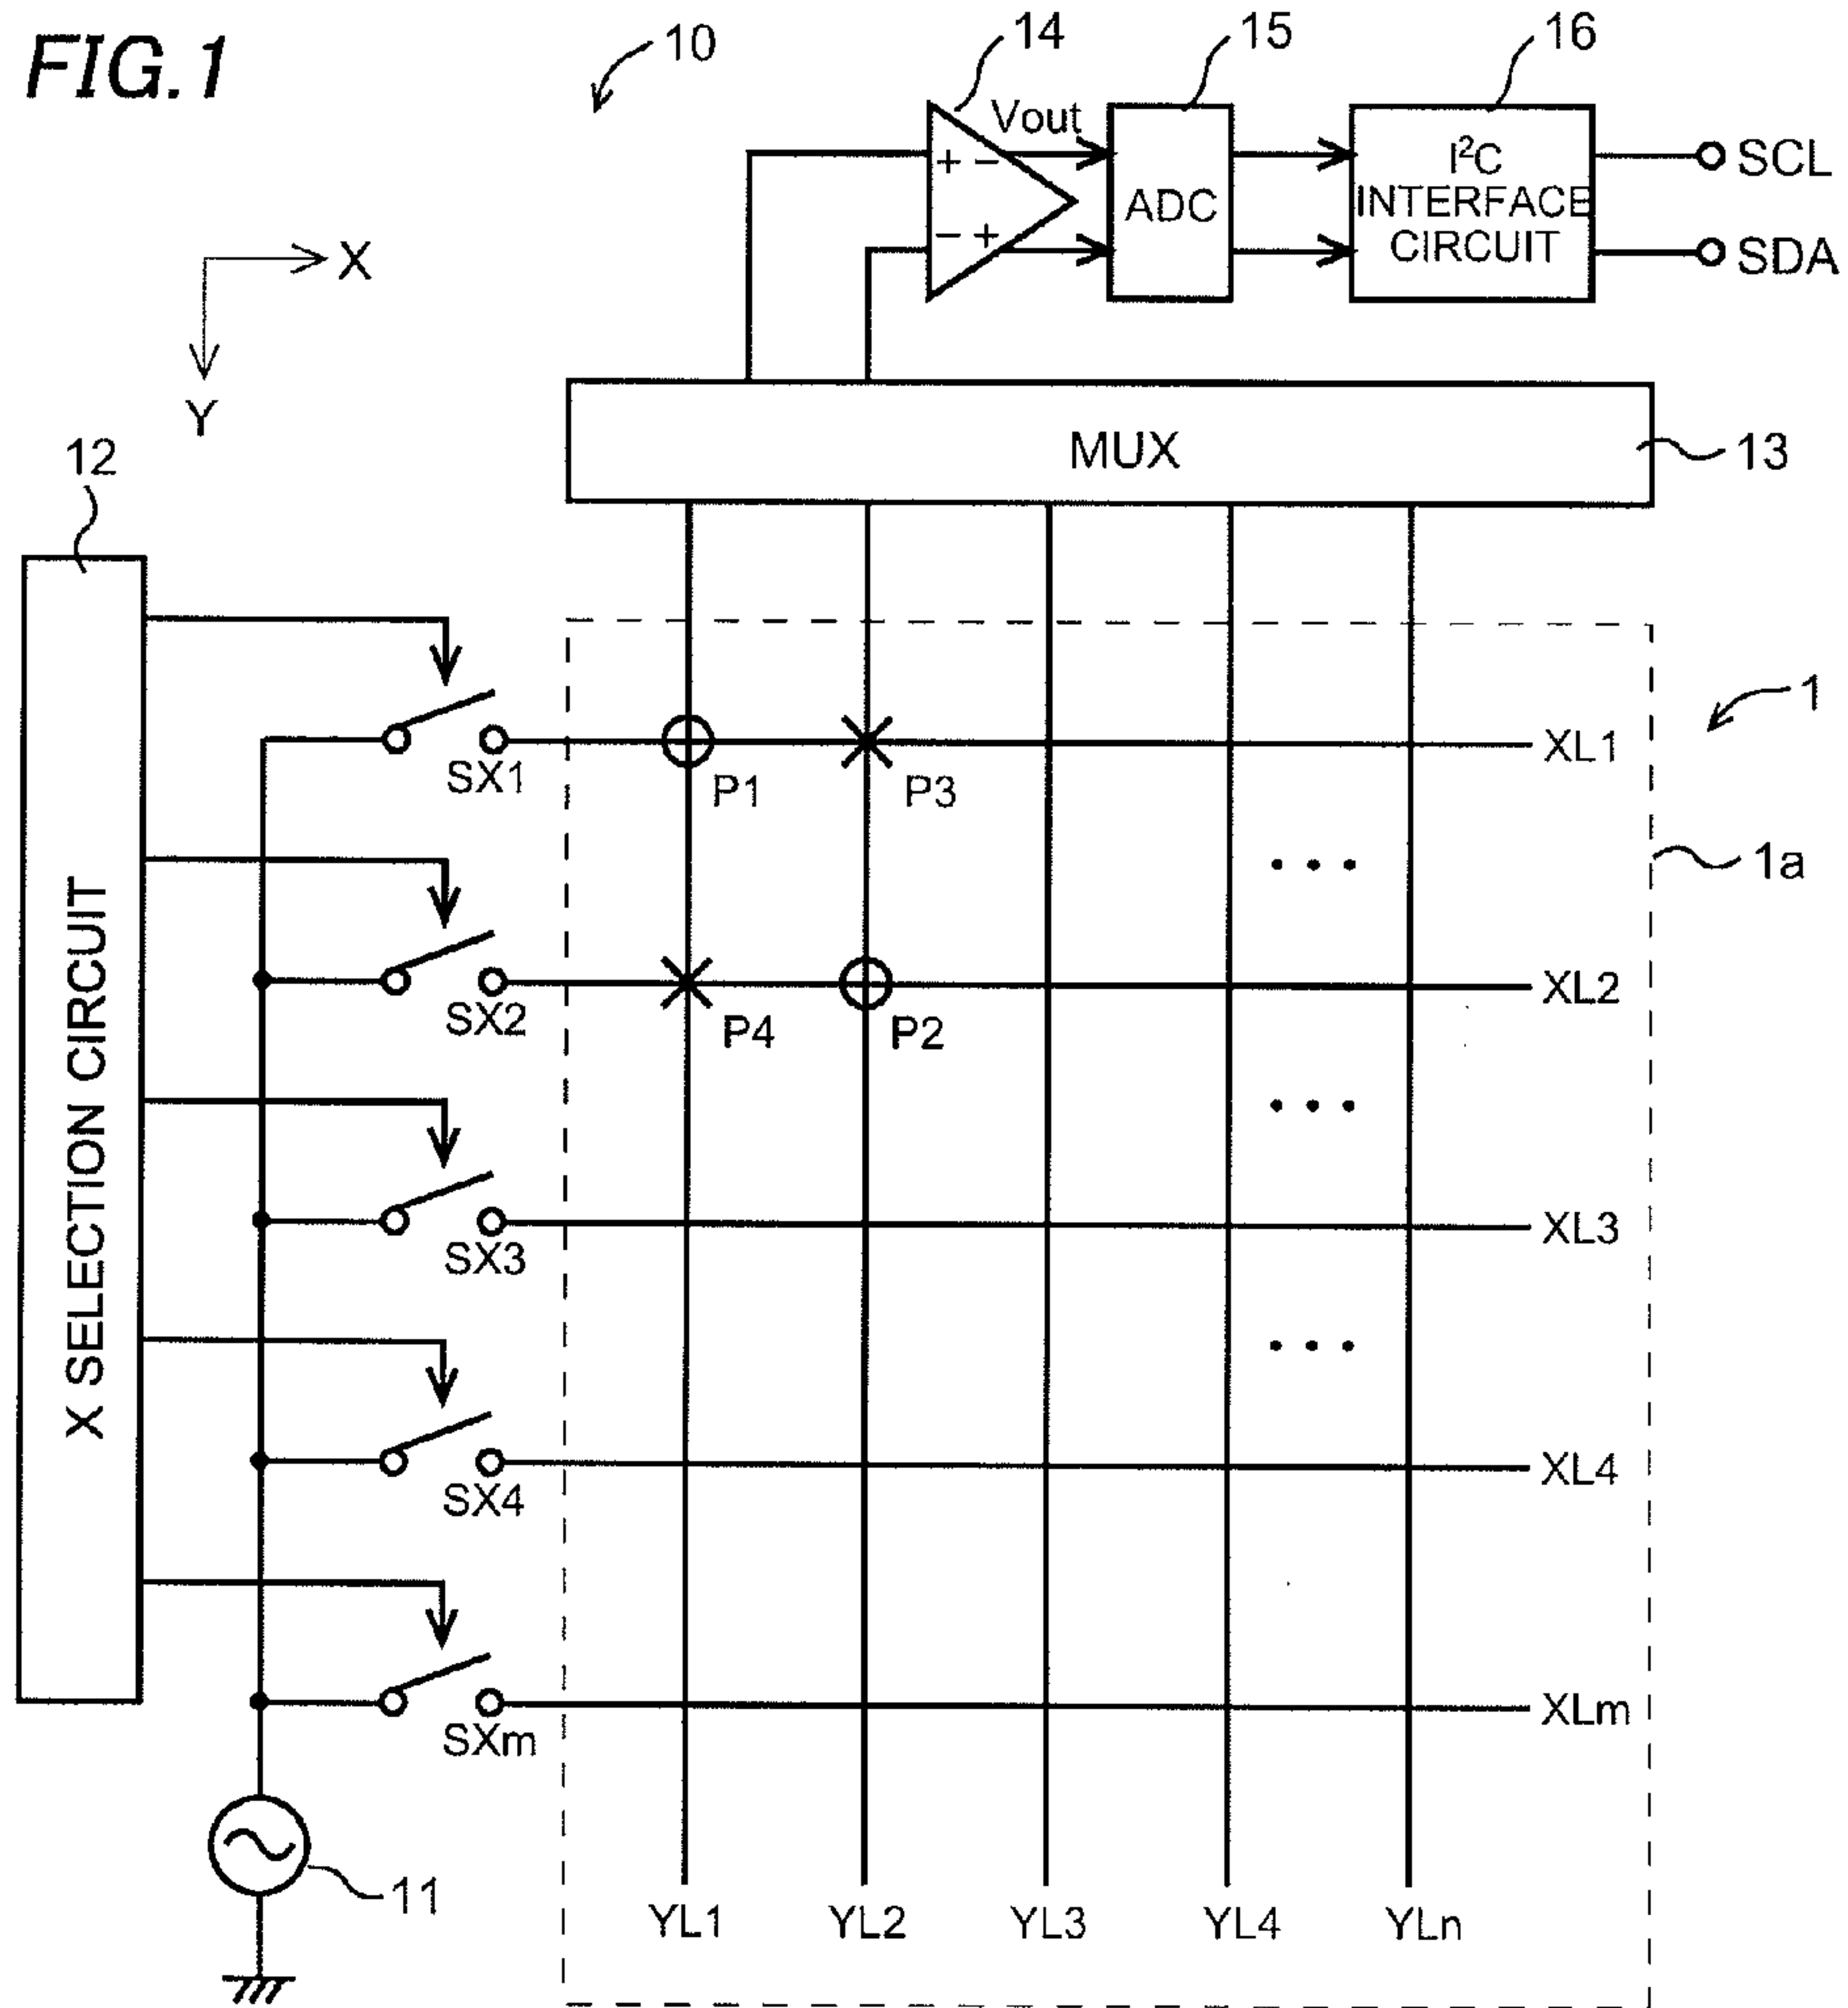 FIG.1
10
14
15
16
Vout
+ −
− +
ADC
I²C
INTERFACE
CIRCUIT
SCL
SDA
X
Y
MUX
13
12
X SELECTION CIRCUIT
1
1a
SX1
P1
P3
XL1
SX2
P4
P2
XL2
SX3
XL3
SX4
XL4
SXm
XLm
11
YL1
YL2
YL3
YL4
YLn